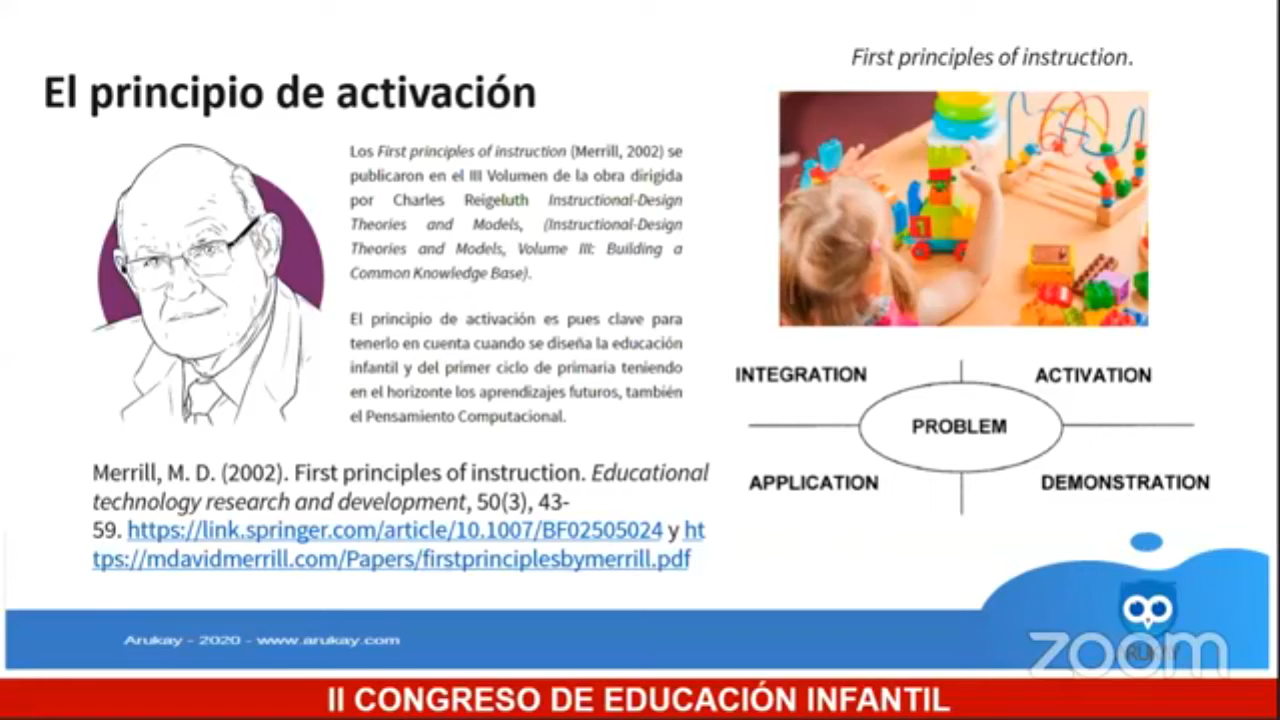 First principles of instruction.
El principio de activación
Los First principles of instruction (Merrill, 2002) se
publicaron en el III Volumen de la obra dirigida
por Charles Reigeluth Instructional-Design
Theories and Models, (Instructional-Design
Theories and Models, Volume III: Building a
Common Knowledge Base).
El principio de activación es pues clave para
tenerlo en cuenta cuando se diseña la educación
infantil y del primer ciclo de primaria teniendo
en el horizonte los aprendizajes futuros, también
el Pensamiento Computacional.
INTEGRATION
ACTIVATION
PROBLEM
APPLICATION
DEMONSTRATION
Merrill, M. D. (2002). First principles of instruction. Educational
technology research and development, 50(3), 43-
59. https://link.springer.com/article/10.1007/BF02505024 y ht
tps://mdavidmerrill.com/Papers/firstprinciplesbymerrill.pdf
Arukay - 2020 - www.arukay.com
zoom
II CONGRESO DE EDUCACIÓN INFANTIL